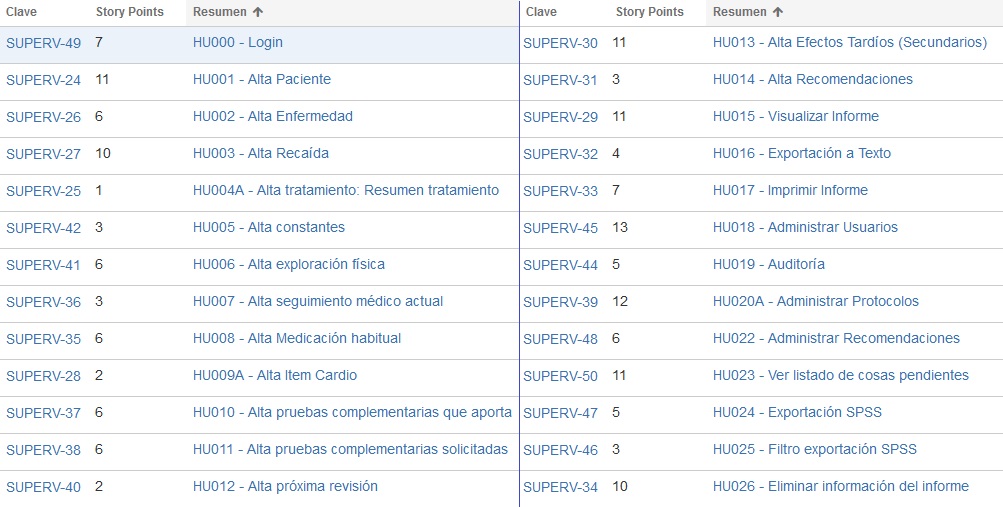 Clave Story Points Resumen
SUPERV-49 7 HU000 - Login
SUPERV-24 11 HU001 - Alta Paciente
SUPERV-26 6 HU002 - Alta Enfermedad
SUPERV-27 10 HU003 - Alta Recaída
SUPERV-25 1 HU004A - Alta tratamiento: Resumen tratamiento
SUPERV-42 3 HU005 - Alta constantes
SUPERV-41 6 HU006 - Alta exploración física
SUPERV-36 3 HU007 - Alta seguimiento médico actual
SUPERV-35 6 HU008 - Alta Medicación habitual
SUPERV-28 2 HU009A - Alta Item Cardio
SUPERV-37 6 HU010 - Alta pruebas complementarias que aporta
SUPERV-38 6 HU011 - Alta pruebas complementarias solicitadas
SUPERV-40 2 HU012 - Alta próxima revisión
Clave Story Points Resumen
SUPERV-30 11 HU013 - Alta Efectos Tardíos (Secundarios)
SUPERV-31 3 HU014 - Alta Recomendaciones
SUPERV-29 11 HU015 - Visualizar Informe
SUPERV-32 4 HU016 - Exportación a Texto
SUPERV-33 7 HU017 - Imprimir Informe
SUPERV-45 13 HU018 - Administrar Usuarios
SUPERV-44 5 HU019 - Auditoría
SUPERV-39 12 HU020A - Administrar Protocolos
SUPERV-48 6 HU022 - Administrar Recomendaciones
SUPERV-50 11 HU023 - Ver listado de cosas pendientes
SUPERV-47 5 HU024 - Exportación SPSS
SUPERV-46 3 HU025 - Filtro exportación SPSS
SUPERV-34 10 HU026 - Eliminar información del informe